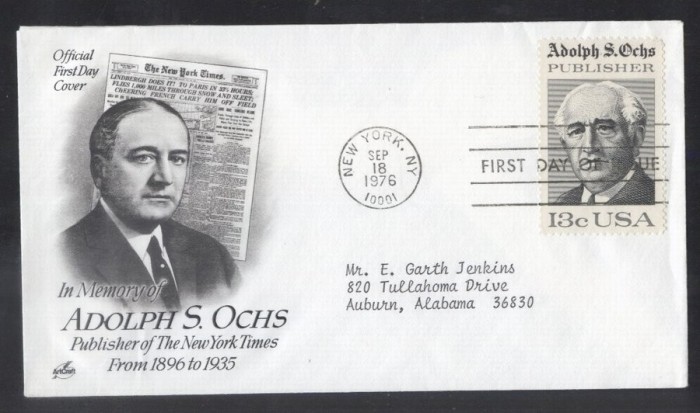 Official
First Day
Cover
The New York Times.
LINDBERGH DOES IT! TO PARIS IN 33½ HOURS;
FLIES 1,000 MILES THROUGH SNOW AND SLEET;
CHEERING FRENCH CARRY HIM OFF FIELD
In Memory of
ADOLPH S. OCHS
Publisher of The New York Times
From 1896 to 1935
ArtCraft
NEW YORK, NY
SEP
18
1976
10001
FIRST DAY OF ISSUE
Adolph S. Ochs
PUBLISHER
13c USA
Mr. E. Garth Jenkins
820 Tullahoma Drive
Auburn, Alabama 36830